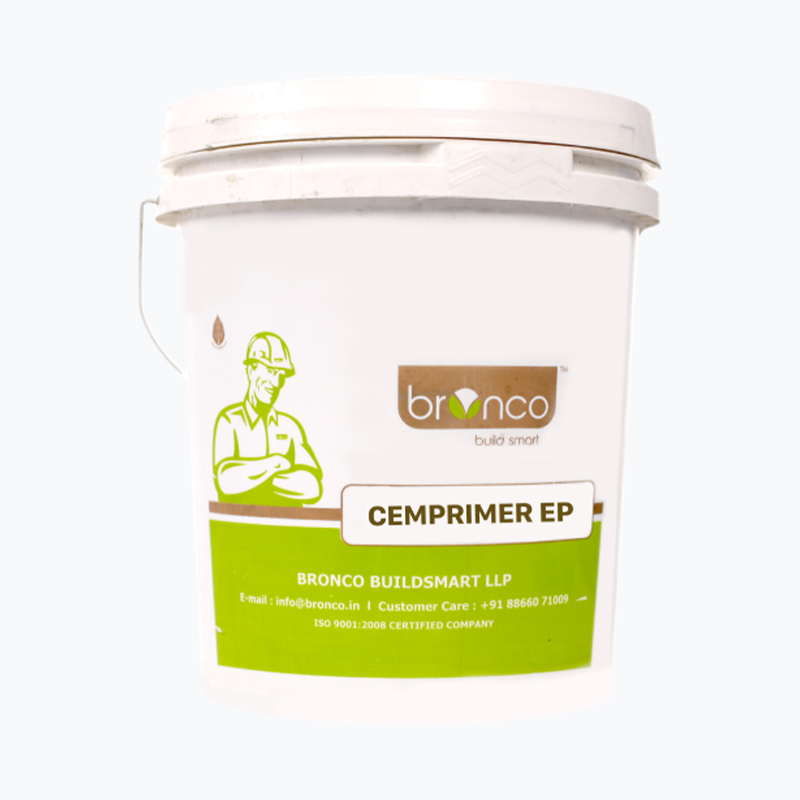 bronco
TM
build smart
CEMPRIMER EP
BRONCO BUILDSMART LLP
E-mail : info@bronco.in I Customer Care : +91 88660 71009
ISO 9001:2008 CERTIFIED COMPANY